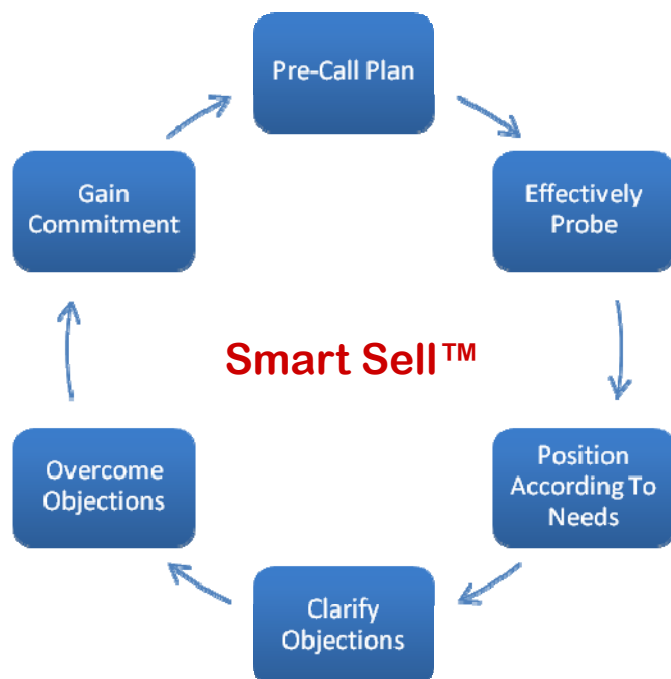 Pre-Call Plan
Effectively
Probe
Position
According To
Needs
Clarify
Objections
Overcome
Objections
Gain
Commitment
Smart Sell™